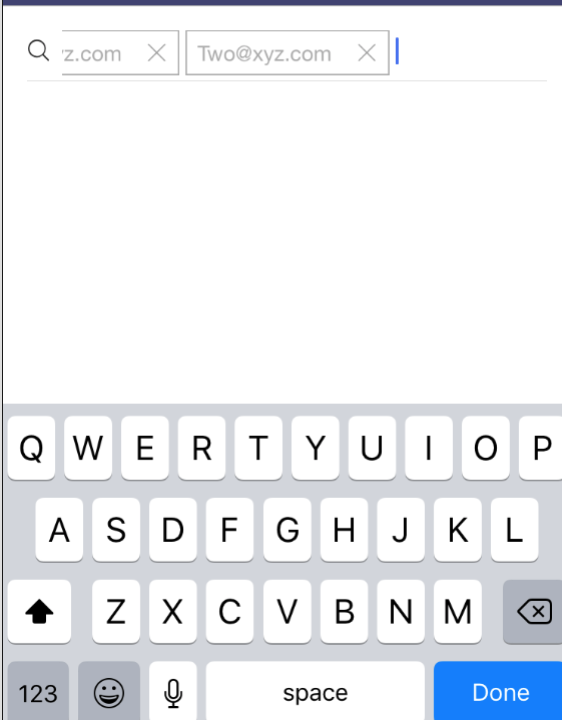 z.com Two@xyz.com
Q W E R T Y U I O P
A S D F G H J K L
Z X C V B N M
123 space Done